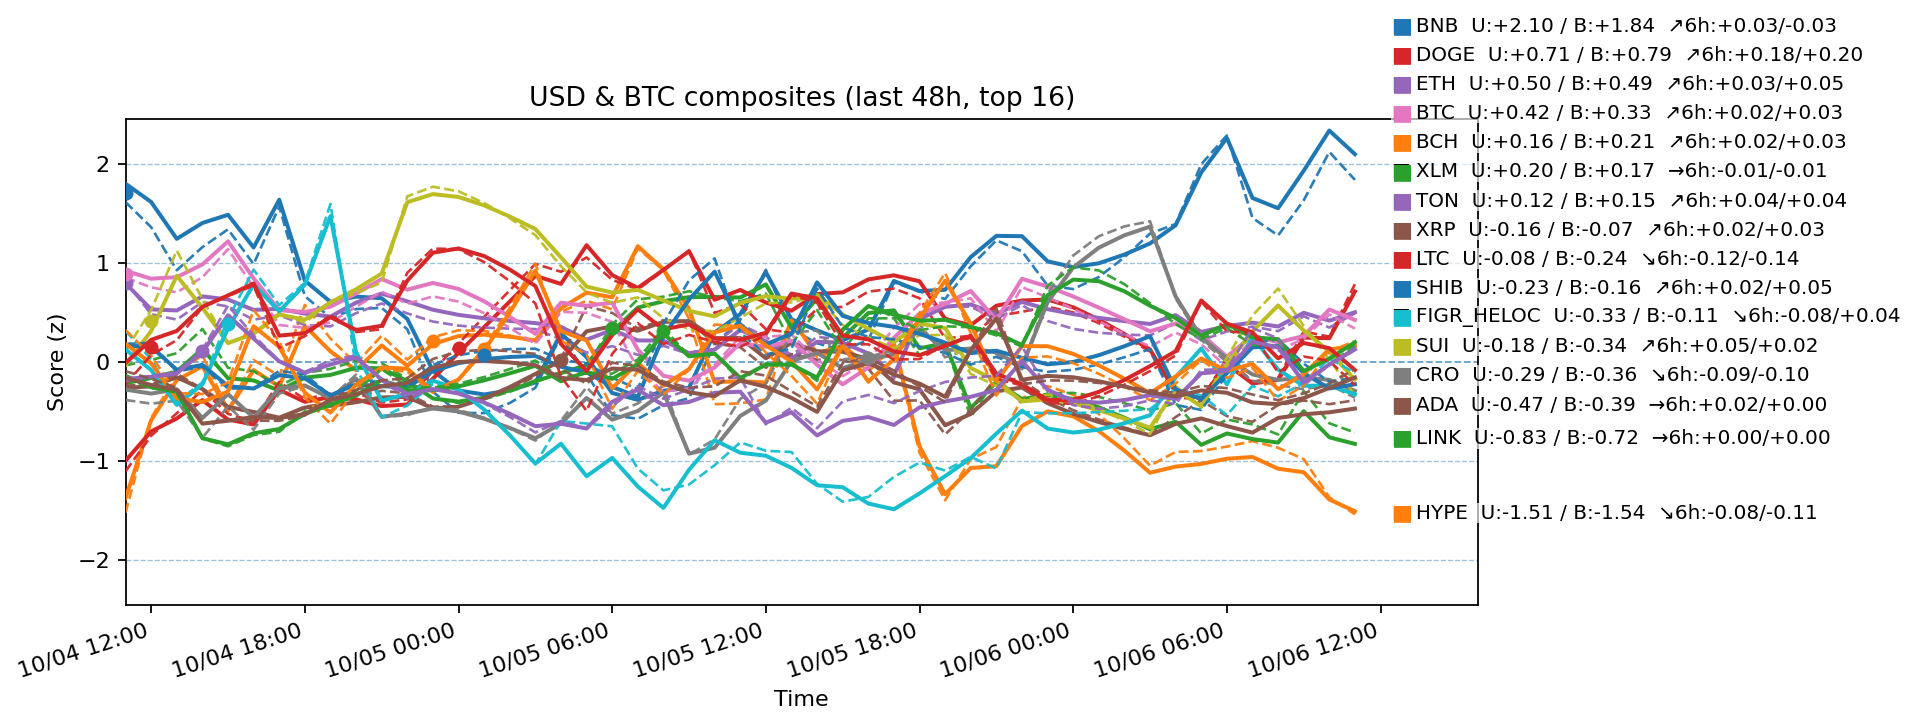 BNB U:+2.10 / B:+1.84 ↗6h:+0.03/-0.03
DOGE U:+0.71 / B:+0.79 ↗6h:+0.18/+0.20
ETH U:+0.50 / B:+0.49 ↗6h:+0.03/+0.05
BTC U:+0.42 / B:+0.33 ↗6h:+0.02/+0.03
BCH U:+0.16 / B:+0.21 ↗6h:+0.02/+0.03
XLM U:+0.20 / B:+0.17 →6h:-0.01/-0.01
TON U:+0.12 / B:+0.15 ↗6h:+0.04/+0.04
XRP U:-0.16 / B:-0.07 ↗6h:+0.02/+0.03
LTC U:-0.08 / B:-0.24 ↘6h:-0.12/-0.14
SHIB U:-0.23 / B:-0.16 ↗6h:+0.02/+0.05
FIGR_HELOC U:-0.33 / B:-0.11 ↘6h:-0.08/+0.04
SUI U:-0.18 / B:-0.34 ↗6h:+0.05/+0.02
CRO U:-0.29 / B:-0.36 ↘6h:-0.09/-0.10
ADA U:-0.47 / B:-0.39 →6h:+0.02/+0.00
LINK U:-0.83 / B:-0.72 →6h:+0.00/+0.00
HYPE U:-1.51 / B:-1.54 ↘6h:-0.08/-0.11
USD & BTC composites (last 48h, top 16)
Score (z)
2
1
0
−1
−2
10/04 12:00
10/04 18:00
10/05 00:00
10/05 06:00
10/05 12:00
10/05 18:00
10/06 00:00
10/06 06:00
10/06 12:00
Time